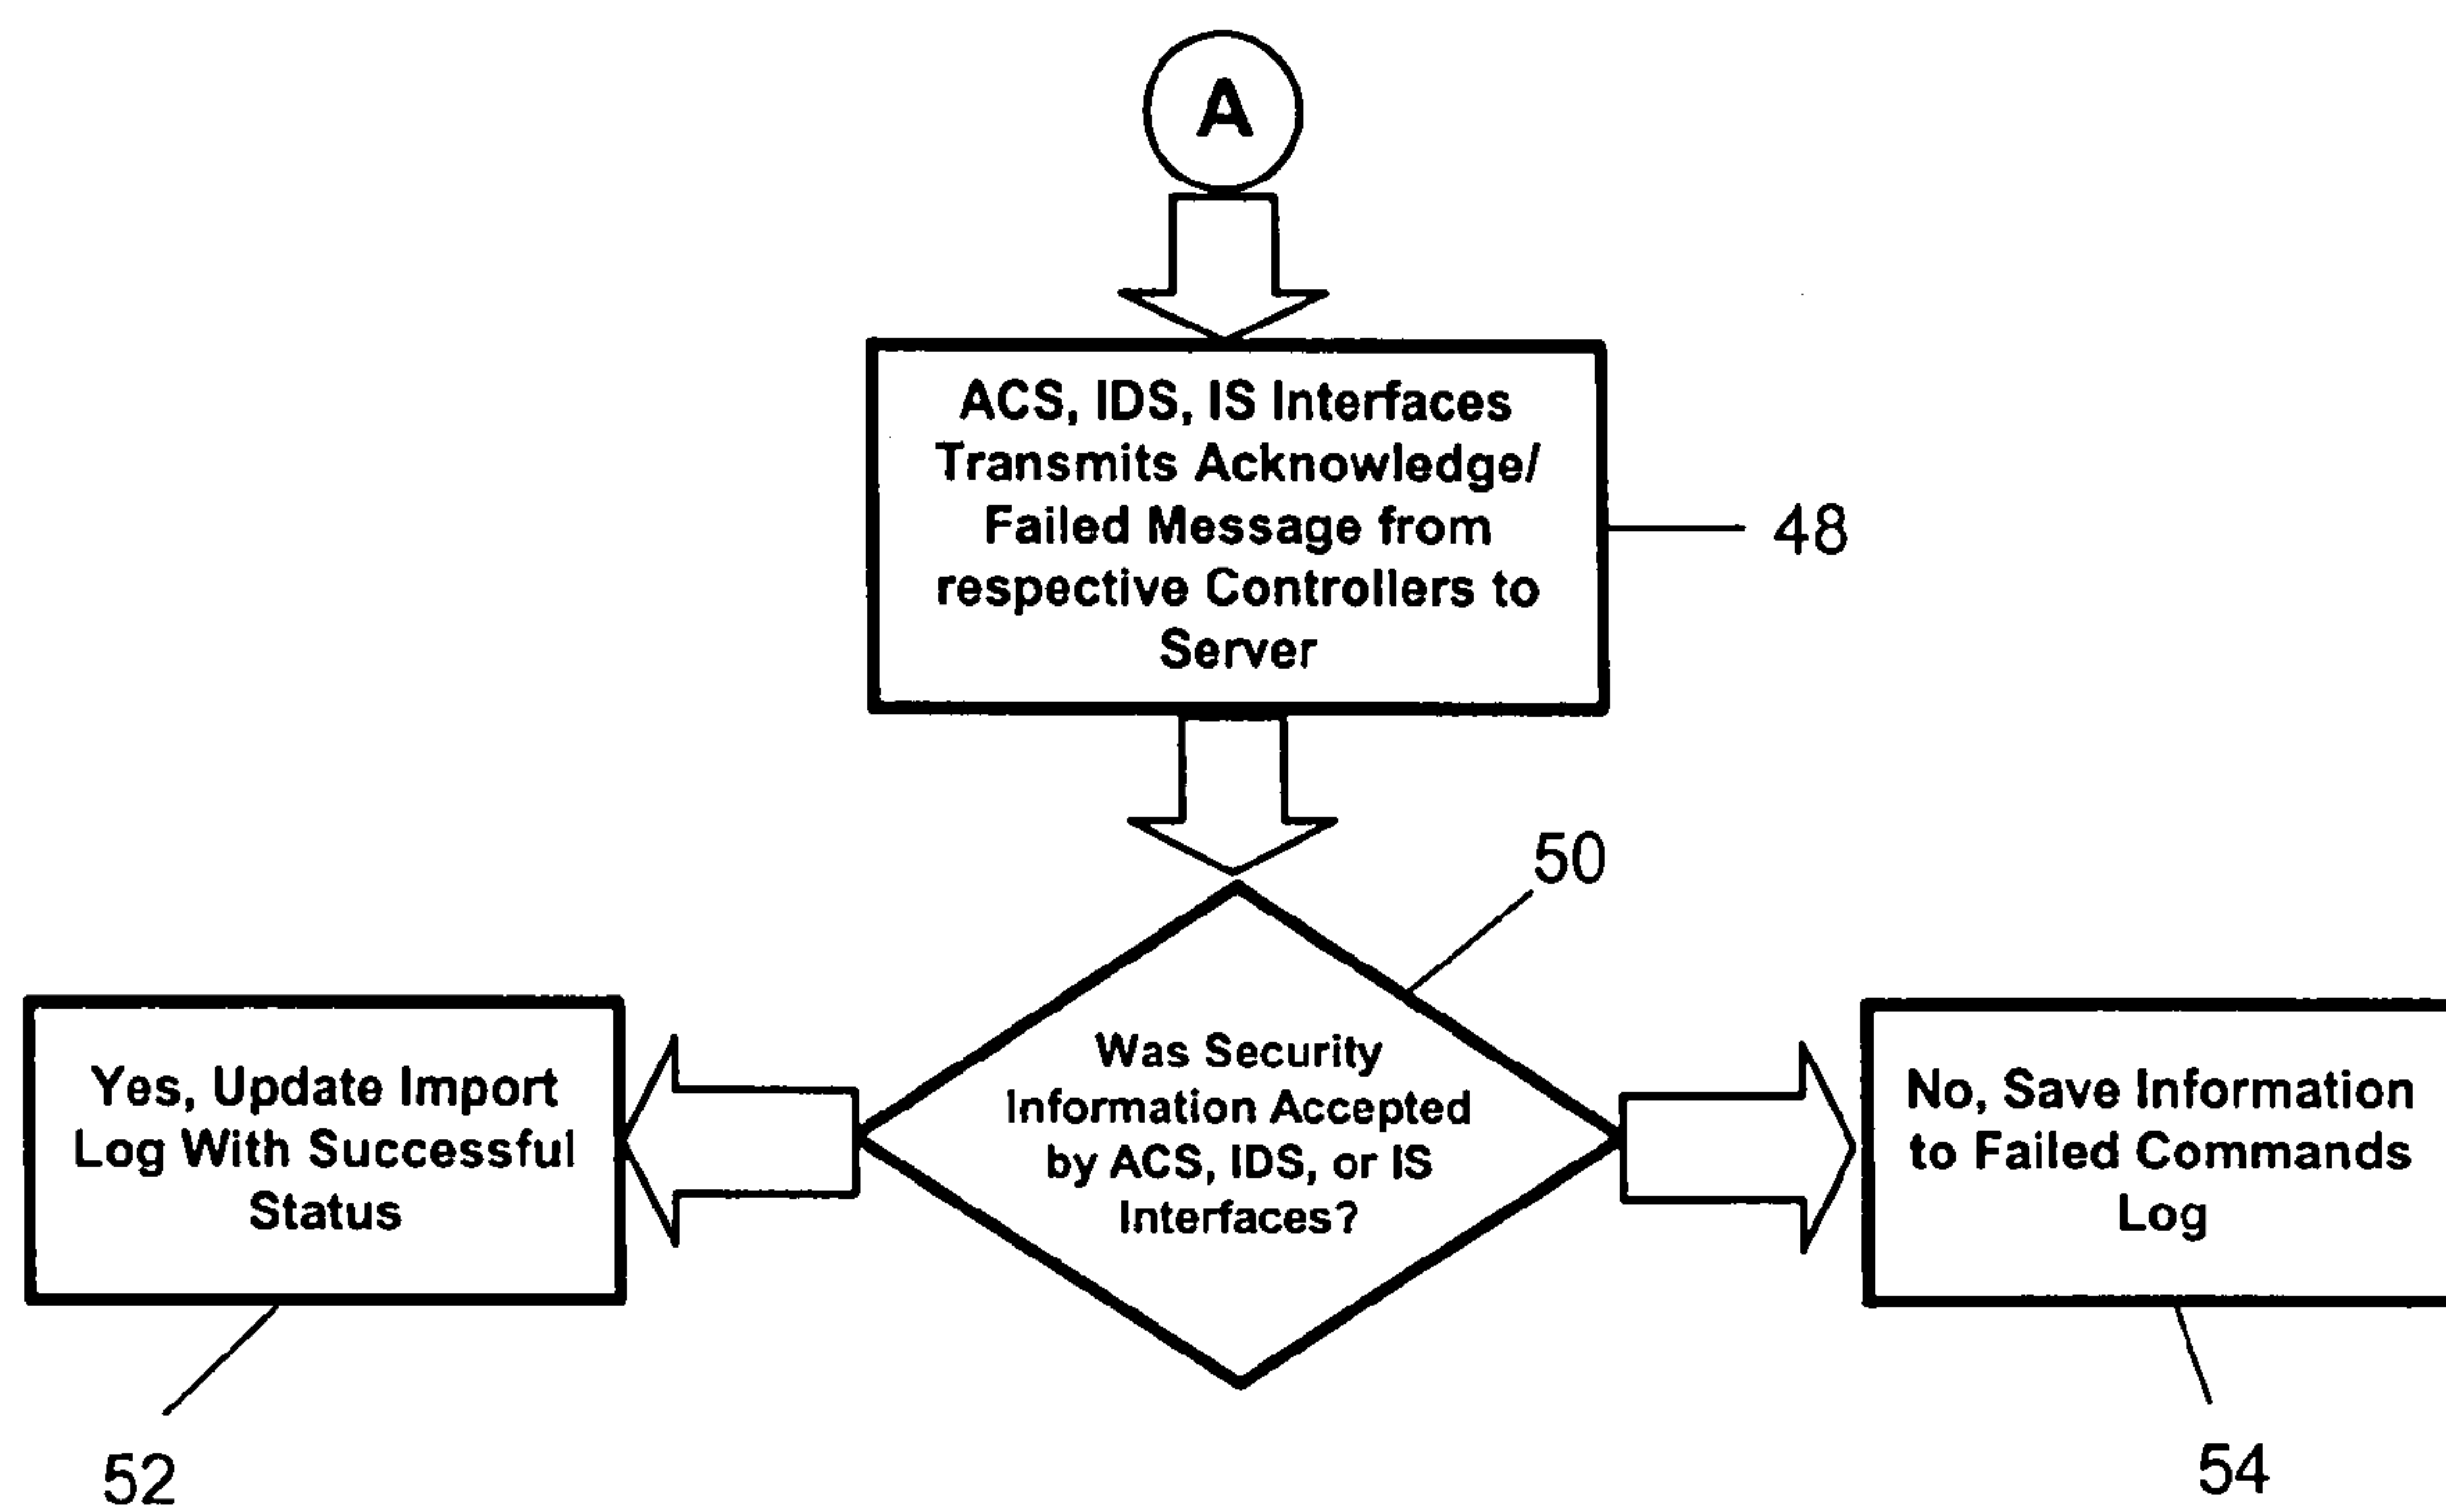 A
ACS, IDS, IS Interfaces
Transmits Acknowledge/
Failed Message from
respective Controllers to
Server
48
50
Was Security
Information Accepted
by ACS, IDS, or IS
Interfaces?
Yes, Update Import
Log With Successful
Status
No, Save Information
to Failed Commands
Log
52
54